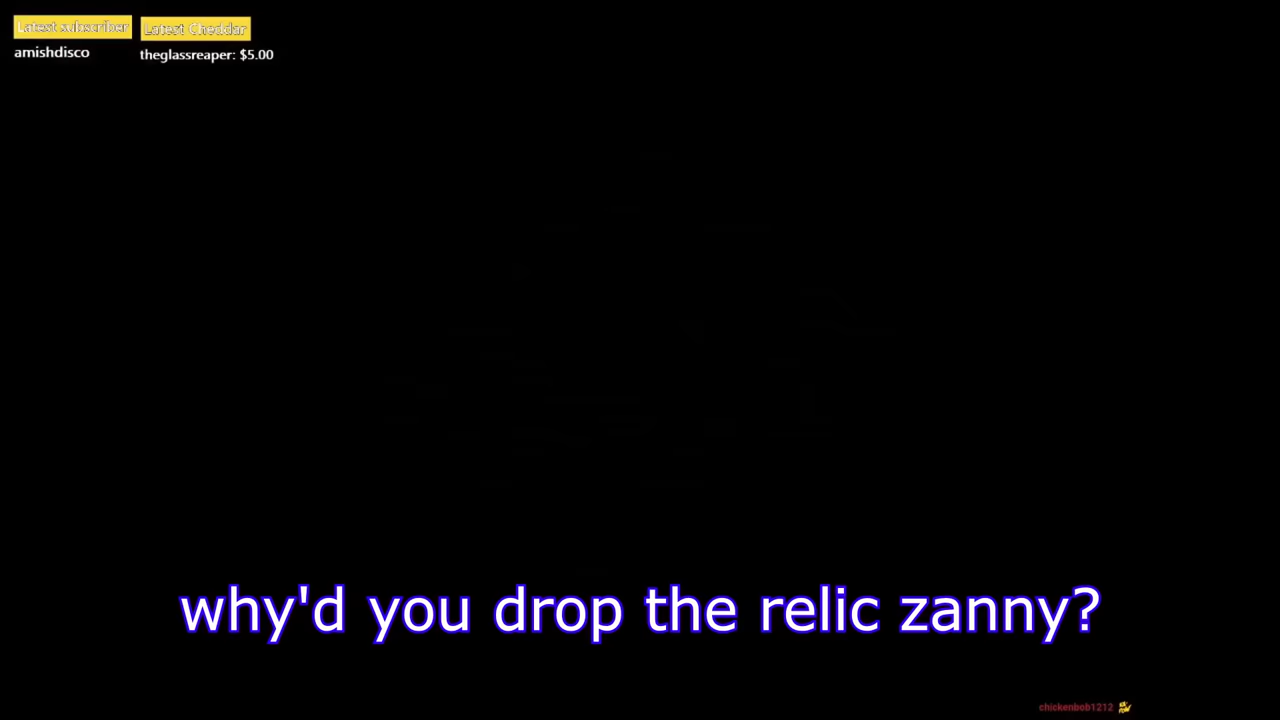 Latest subscriber
amishdisco
Latest Cheddar
theglassreaper: $5.00
why'd you drop the relic zanny?
chickenbob1212